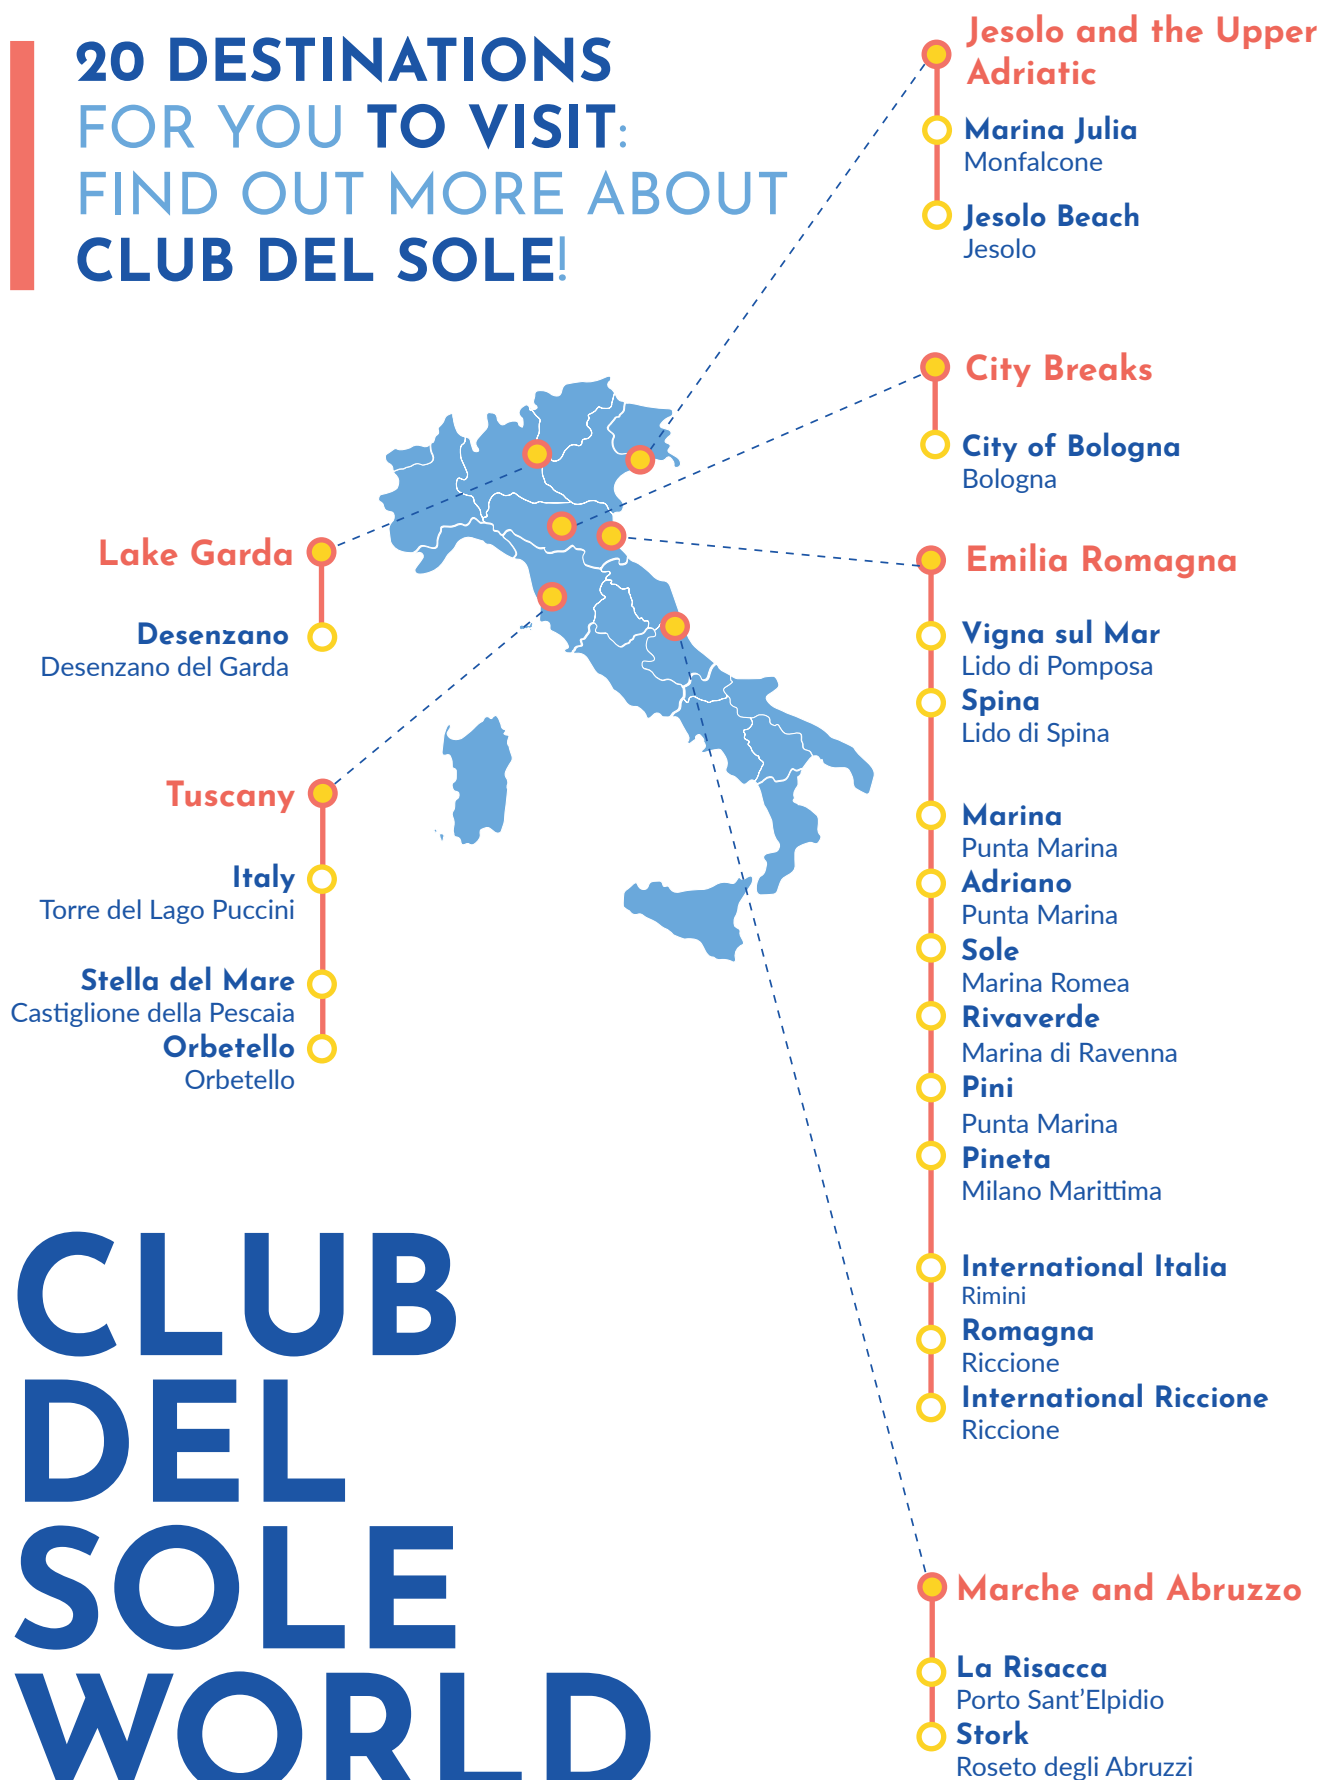 20 DESTINATIONS
FOR YOU TO VISIT:
FIND OUT MORE ABOUT
CLUB DEL SOLE!
Jesolo and the Upper
Adriatic
Marina Julia
Monfalcone
Jesolo Beach
Jesolo
City Breaks
City of Bologna
Bologna
Lake Garda
Desenzano
Desenzano del Garda
Tuscany
Italy
Torre del Lago Puccini
Stella del Mare
Castiglione della Pescaia
Orbetello
Orbetello
Emilia Romagna
Vigna sul Mar
Lido di Pomposa
Spina
Lido di Spina
Marina
Punta Marina
Adriano
Punta Marina
Sole
Marina Romea
Rivaverde
Marina di Ravenna
Pini
Punta Marina
Pineta
Milano Marittima
International Italia
Rimini
Romagna
Riccione
International Riccione
Riccione
Marche and Abruzzo
La Risacca
Porto Sant'Elpidio
Stork
Roseto degli Abruzzi
CLUB
DEL
SOLE
WORLD